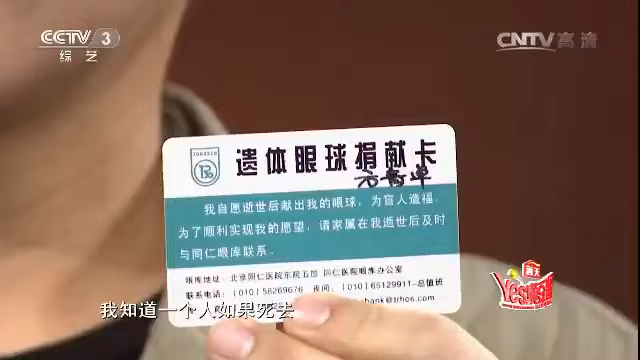 CCTV 3
综艺
CNTV 高清
遗体眼球捐献卡
我自愿逝世后献出我的眼球，为盲人造福。
为了顺利实现我的愿望，请家属在我逝世后及时
与同仁眼库联系。
眼库地址：北京同仁医院东院五层 同仁医院眼库办公室
联系电话：（010）58269676 夜间：（010）65129911-总值班
bank@trhos.com
我知道一个人如果死去